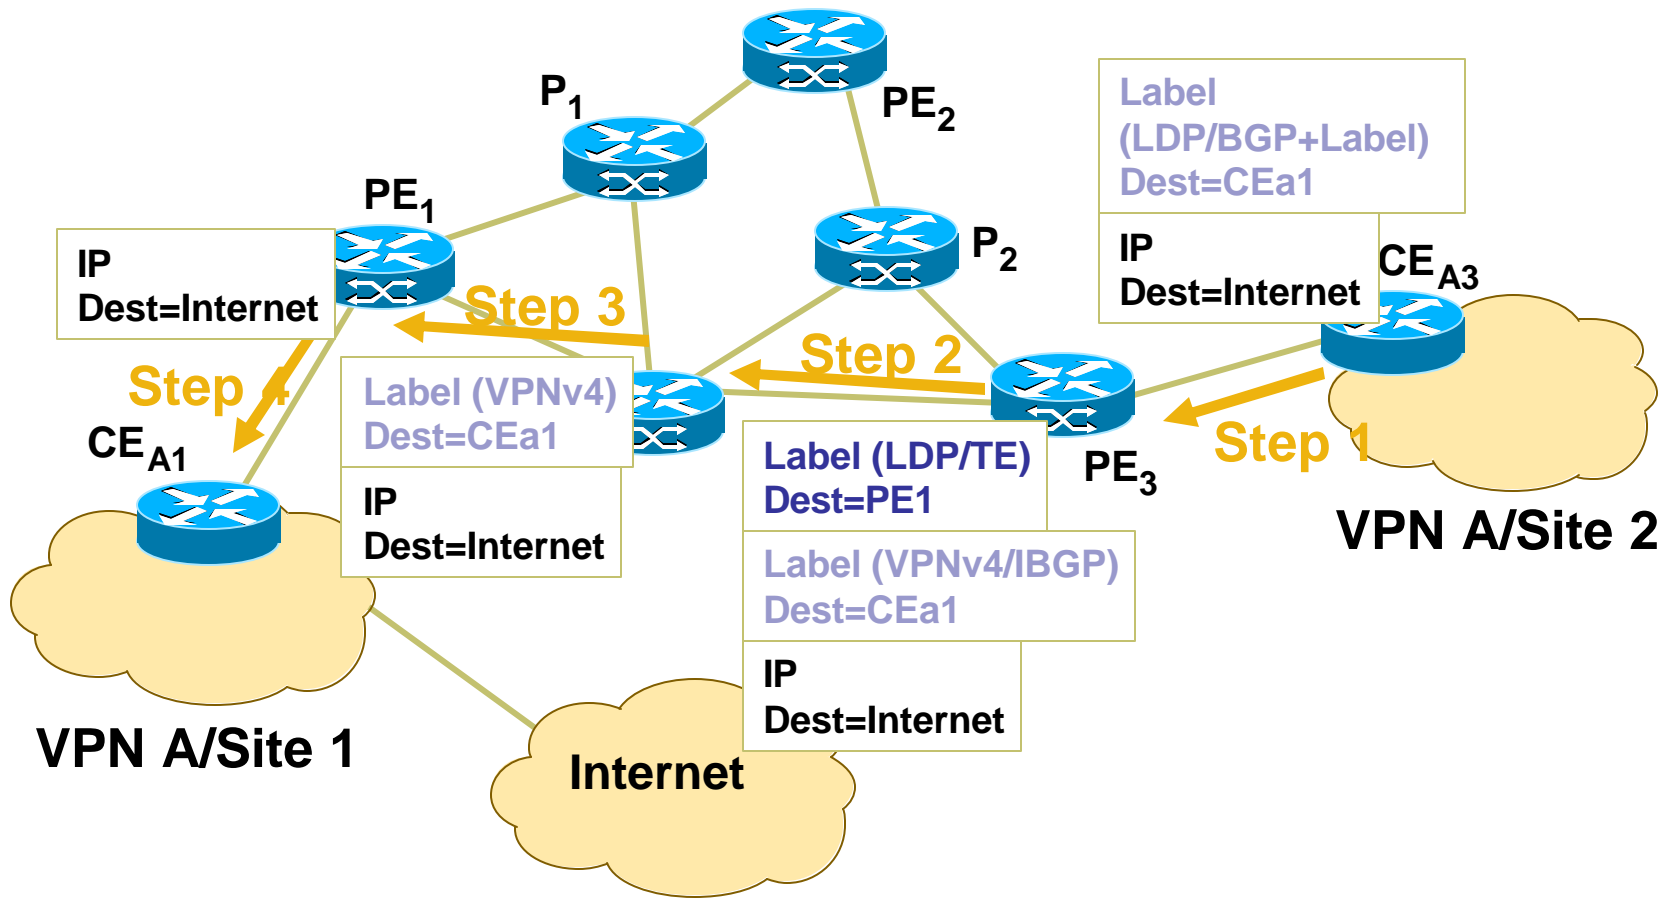 P1
PE2
Label
(LDP/BGP+Label)
Dest=CEa1
IP
Dest=Internet
PE1
P2
CEA3
IP
Dest=Internet
Step 3
Step 2
Step 1
Step 4
Label (VPNv4)
Dest=CEa1
IP
Dest=Internet
CEA1
PE3
Label (LDP/TE)
Dest=PE1
Label (VPNv4/IBGP)
Dest=CEa1
IP
Dest=Internet
VPN A/Site 2
VPN A/Site 1
Internet